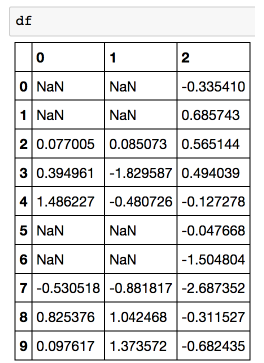 df
0 1 2
0 NaN NaN -0.335410
1 NaN NaN 0.685743
2 0.077005 0.085073 0.565144
3 0.394961 -1.829587 0.494039
4 1.486227 -0.480726 -0.127278
5 NaN NaN -0.047668
6 NaN NaN -1.504804
7 -0.530518 -0.881817 -2.687352
8 0.825376 1.042468 -0.311527
9 0.097617 1.373572 -0.682435